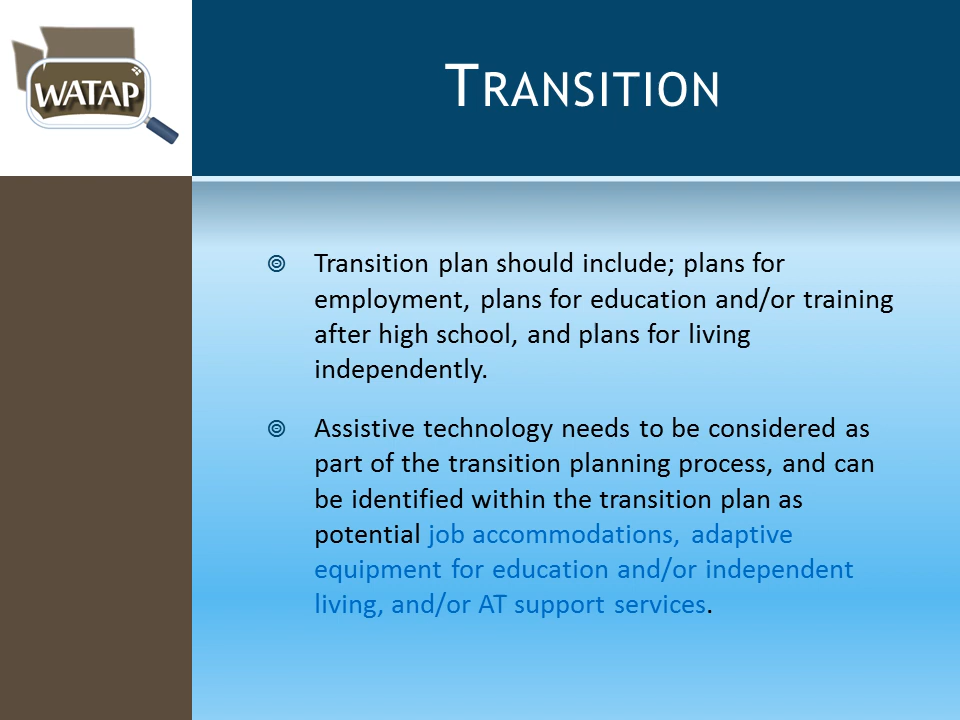 WATAP
TRANSITION
Transition plan should include; plans for
employment, plans for education and/or training
after high school, and plans for living
independently.
Assistive technology needs to be considered as
part of the transition planning process, and can
be identified within the transition plan as
potential job accommodations, adaptive
equipment for education and/or independent
living, and/or AT support services.